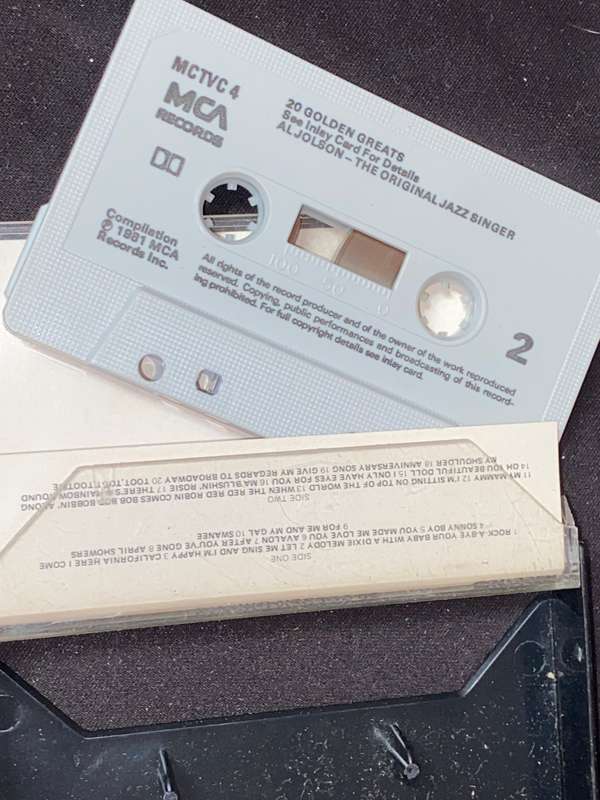 MCTVC 4
MCA
RECORDS
20 GOLDEN GREATS
See Inlay Card For Details
AL JOLSON – THE ORIGINAL JAZZ SINGER
Compilation
℗ 1981 MCA
Records Inc.
100 50 0
2
All rights of the record producer and of the owner of the work reproduced
reserved. Copying, public performances and broadcasting of this record-
ing prohibited. For full copyright details see inlay card.
SIDE ONE
1 ROCK-A-BYE YOUR BABY WITH A DIXIE MELODY 2 LET ME SING AND I'M HAPPY 3 CALIFORNIA HERE I COME
4 SONNY BOY 5 YOU MADE ME LOVE YOU 6 AVALON 7 AFTER YOU'VE GONE 8 APRIL SHOWERS
9 FOR ME AND MY GAL 10 SWANEE
SIDE TWO
11 MY MAMMY 12 I'M SITTING ON TOP OF THE WORLD 13 WHEN THE RED RED ROBIN COMES BOB BOB BOBBIN' ALONG
14 OH YOU BEAUTIFUL DOLL 15 I ONLY HAVE EYES FOR YOU 16 MA BLUSHIN' ROSIE 17 THERE'S A RAINBOW ROUND
MY SHOULDER 18 ANNIVERSARY SONG 19 GIVE MY REGARDS TO BROADWAY 20 TOOT, TOOT, TOOTSIE